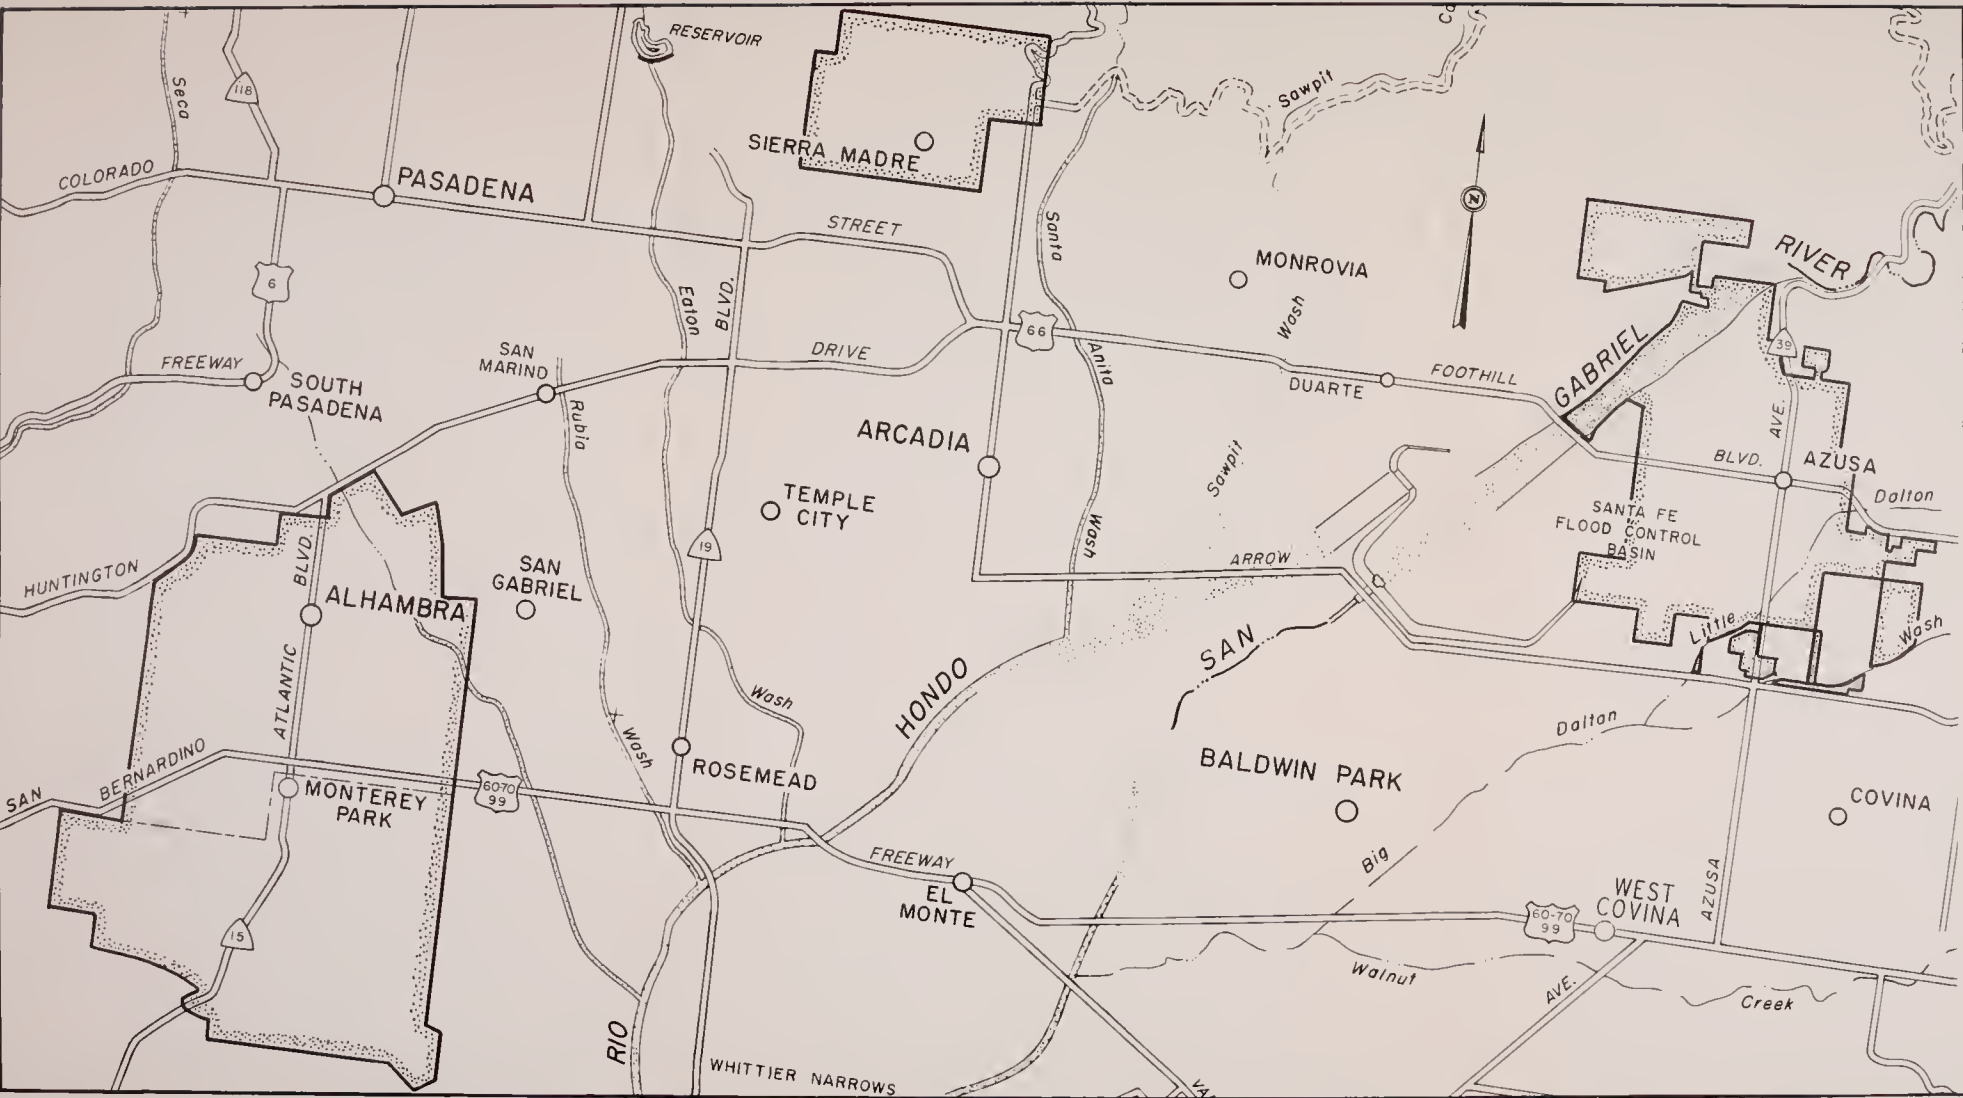 RESERVOIR
Seca
118
COLORADO
PASADENA
SIERRA MADRE
Sawpit
STREET
Santa
MONROVIA
RIVER
6
Eaton
BLVD.
Wash
66
Anita
39
FREEWAY
SOUTH
PASADENA
SAN
MARINO
DRIVE
DUARTE
FOOTHILL
GABRIEL
AVE.
Rubia
ARCADIA
BLVD.
AZUSA
Dalton
Sawpit
TEMPLE
CITY
Wash
SANTA FE
FLOOD CONTROL
BASIN
19
HUNTINGTON
BLVD.
SAN
GABRIEL
ARROW
ALHAMBRA
Little
Wash
SAN
ATLANTIC
HONDO
Wash
Wash
Dalton
SAN
BERNARDINO
ROSEMEAD
BALDWIN PARK
MONTEREY
PARK
60-70
99
COVINA
FREEWAY
EL
MONTE
Big
60-70
99
WEST
COVINA
AZUSA
15
Walnut
AVE.
Creek
RIO
WHITTIER NARROWS